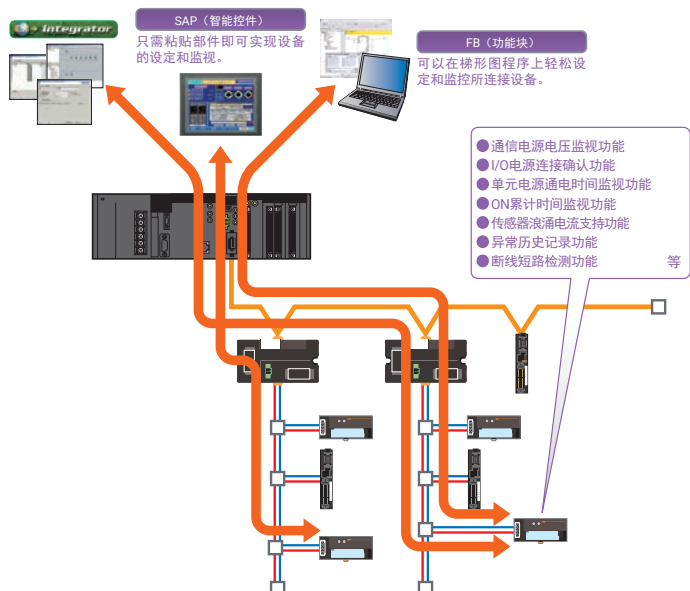 integrator
SAP（智能控件）
只需粘贴部件即可实现设备
的设定和监视。
FB（功能块）
可以在梯形图程序上轻松设
定和监控所连接设备。
●通信电源电压监视功能
●I/O电源连接确认功能
●单元电源通电时间监视功能
●ON累计时间监视功能
●传感器浪涌电流支持功能
●异常历史记录功能
●断线短路检测功能 等